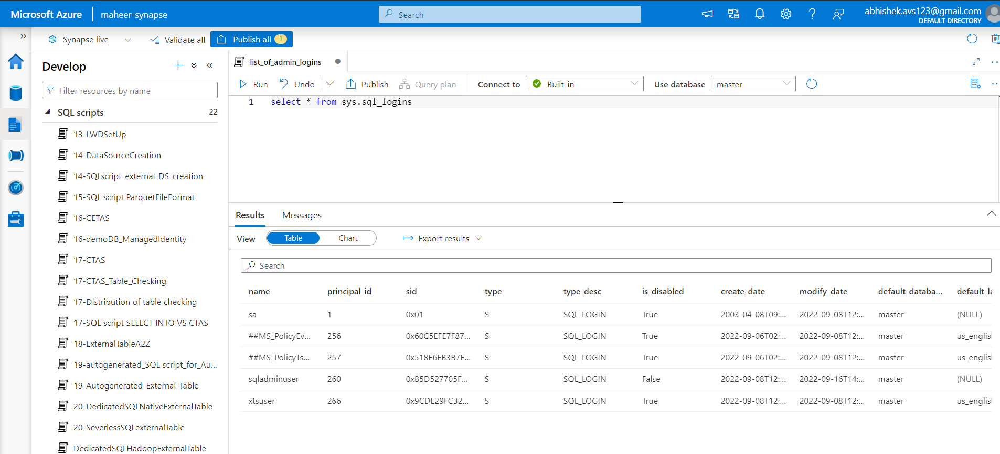 Microsoft Azure
maheer-synapse
Search
abhishek.avs123@gmail.com
DEFAULT DIRECTORY
Synapse live
Validate all
Publish all 1
Develop
Filter resources by name
SQL scripts 22
13-LWDSetUp
14-DataSourceCreation
14-SQLscript_external_DS_creation
15-SQL script ParquetFileFormat
16-CETAS
16-demoDB_ManagedIdentity
17-CTAS
17-CTAS_Table_Checking
17-Distribution of table checking
17-SQL script SELECT INTO VS CTAS
18-ExternalTableA2Z
19-autogenerated_SQL script_for_Au...
19-Autogenerated-External-Table
20-DedicatedSQLNativeExternalTable
20-SeverlessSQLexternalTable
DedicatedSQLHadoopExternalTable
list_of_admin_logins
Run Undo Publish Query plan Connect to Built-in Use database master
1 select * from sys.sql_logins
Results Messages
View Table Chart Export results
Search
name principal_id sid type type_desc is_disabled create_date modify_date default_databa... default_la
sa 1 0x01 S SQL_LOGIN True 2003-04-08T09:... 2022-09-08T12:... master (NULL)
##MS_PolicyEv... 256 0x60C5EFE7F87... S SQL_LOGIN True 2022-09-06T02:... 2022-09-08T12:... master us_englis
##MS_PolicyTs... 257 0x518E6FB3B7E... S SQL_LOGIN True 2022-09-06T02:... 2022-09-08T12:... master us_englis
sqladminuser 260 0xB5D527705F... S SQL_LOGIN False 2022-09-08T12:... 2022-09-16T14:... master (NULL)
xtsuser 266 0x9CDE29FC32... S SQL_LOGIN True 2022-09-08T12:... 2022-09-08T12:... master us_englis